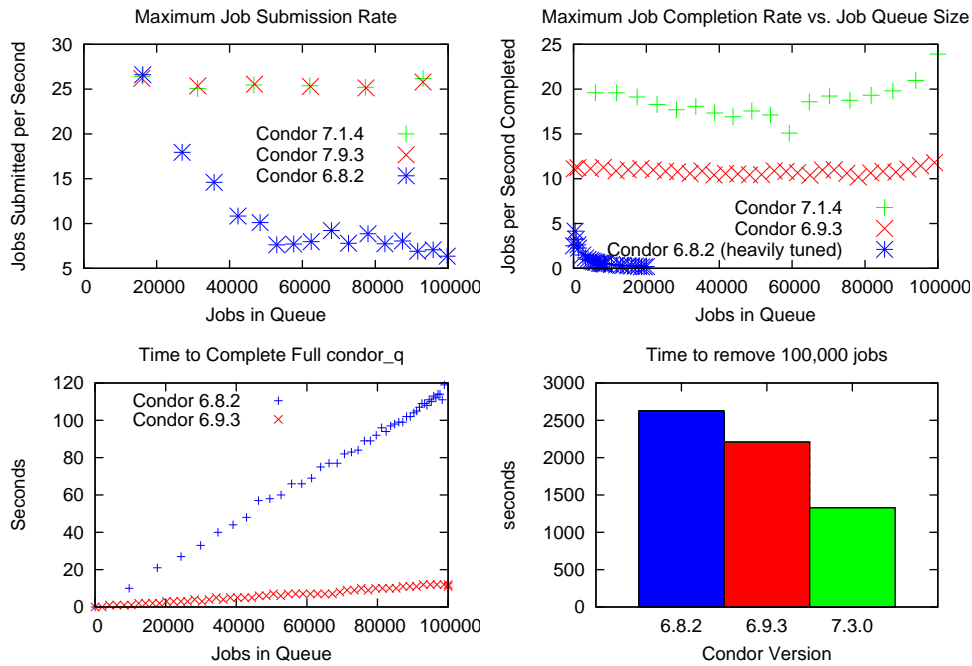 Maximum Job Submission Rate
Jobs Submitted per Second
30
25
20
15
10
5
Condor 7.1.4
Condor 7.9.3
Condor 6.8.2
0 20000 40000 60000 80000 100000
Jobs in Queue
Maximum Job Completion Rate vs. Job Queue Size
Jobs per Second Completed
25
20
15
10
5
0
Condor 7.1.4
Condor 6.9.3
Condor 6.8.2 (heavily tuned)
0 20000 40000 60000 80000 100000
Jobs in Queue
Time to Complete Full condor_q
Seconds
120
100
80
60
40
20
0
Condor 6.8.2
Condor 6.9.3
0 20000 40000 60000 80000 100000
Jobs in Queue
Time to remove 100,000 jobs
seconds
3000
2500
2000
1500
1000
500
0
6.8.2 6.9.3 7.3.0
Condor Version